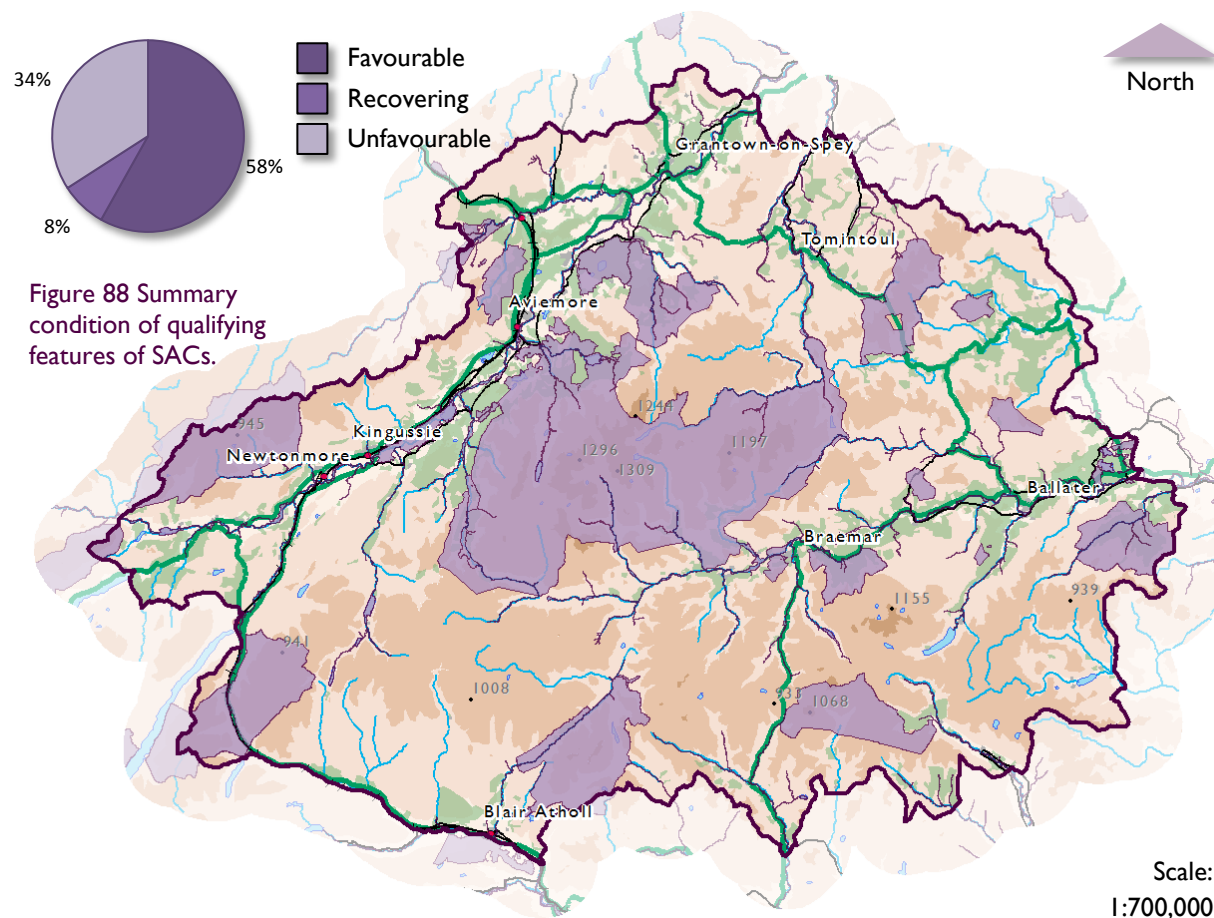 34%
58%
8%
Favourable
Recovering
Unfavourable
North
Figure 88 Summary
condition of qualifying
features of SACs.
Grantown-on-Spey
Tomintoul
Aviemore
1244
945
Kingussie
1296
1197
Newtonmore
1309
Ballater
Braemar
939
1155
941
1008
933
1068
Blair Atholl
Scale:
1:700,000